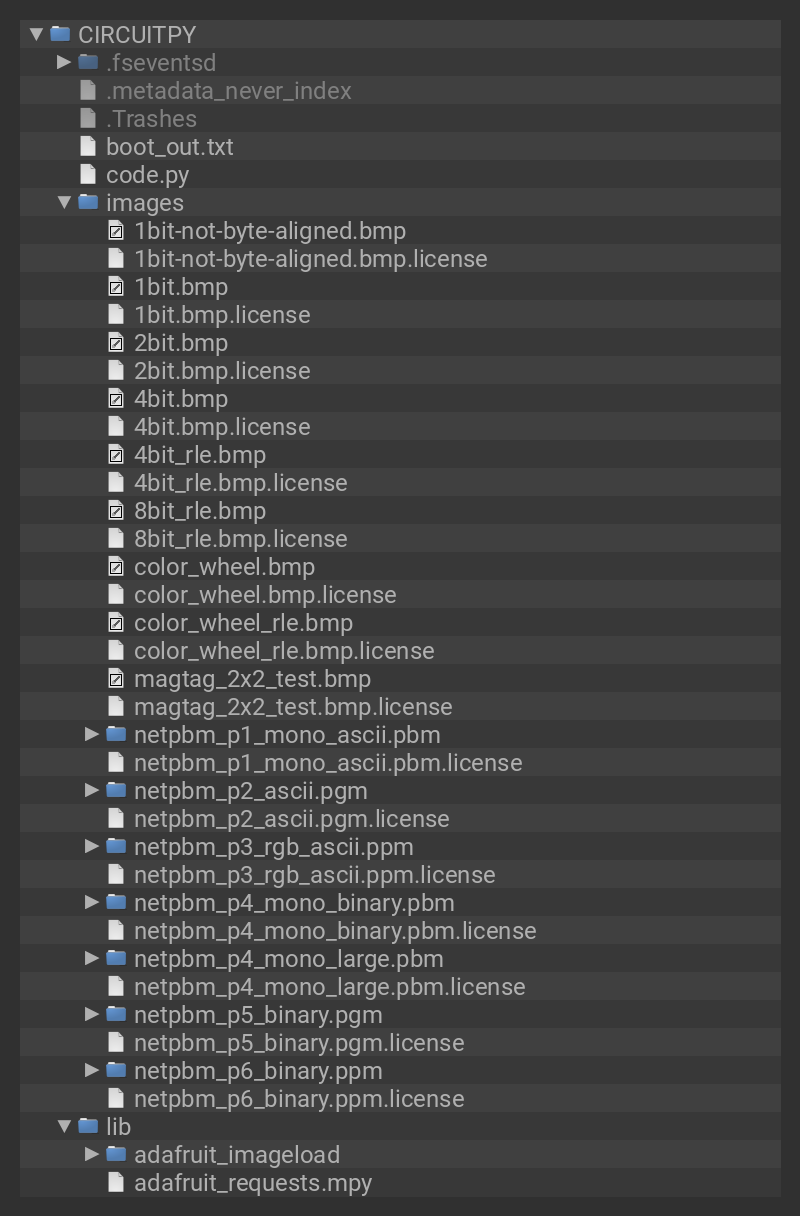 CIRCUITPY
.fseventsd
.metadata_never_index
.Trashes
boot_out.txt
code.py
images
1bit-not-byte-aligned.bmp
1bit-not-byte-aligned.bmp.license
1bit.bmp
1bit.bmp.license
2bit.bmp
2bit.bmp.license
4bit.bmp
4bit.bmp.license
4bit_rle.bmp
4bit_rle.bmp.license
8bit_rle.bmp
8bit_rle.bmp.license
color_wheel.bmp
color_wheel.bmp.license
color_wheel_rle.bmp
color_wheel_rle.bmp.license
magtag_2x2_test.bmp
magtag_2x2_test.bmp.license
netpbm_p1_mono_ascii.pbm
netpbm_p1_mono_ascii.pbm.license
netpbm_p2_ascii.pgm
netpbm_p2_ascii.pgm.license
netpbm_p3_rgb_ascii.ppm
netpbm_p3_rgb_ascii.ppm.license
netpbm_p4_mono_binary.pbm
netpbm_p4_mono_binary.pbm.license
netpbm_p4_mono_large.pbm
netpbm_p4_mono_large.pbm.license
netpbm_p5_binary.pgm
netpbm_p5_binary.pgm.license
netpbm_p6_binary.ppm
netpbm_p6_binary.ppm.license
lib
adafruit_imageload
adafruit_requests.mpy